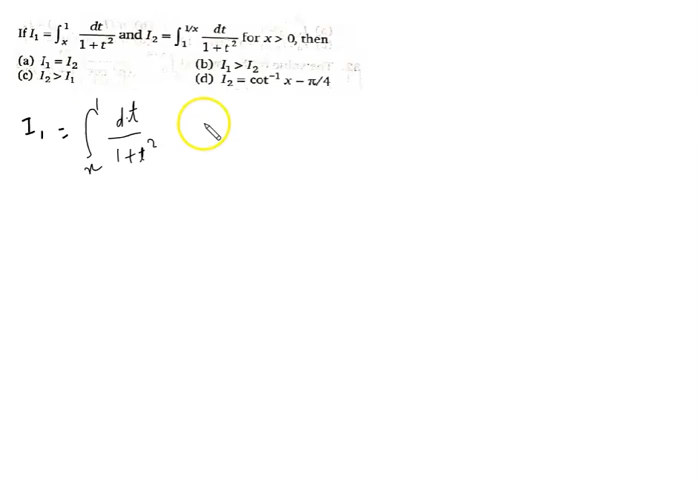 If I₁ = ∫ₓ¹ dt/(1+t²) and I₂ = ∫₁^(1/x) dt/(1+t²) for x > 0, then
(a) I₁ = I₂ (b) I₁ > I₂
(c) I₂ > I₁ (d) I₂ = cot⁻¹ x − π/4
I₁ = ∫ₓ¹ dt/(1+t²)